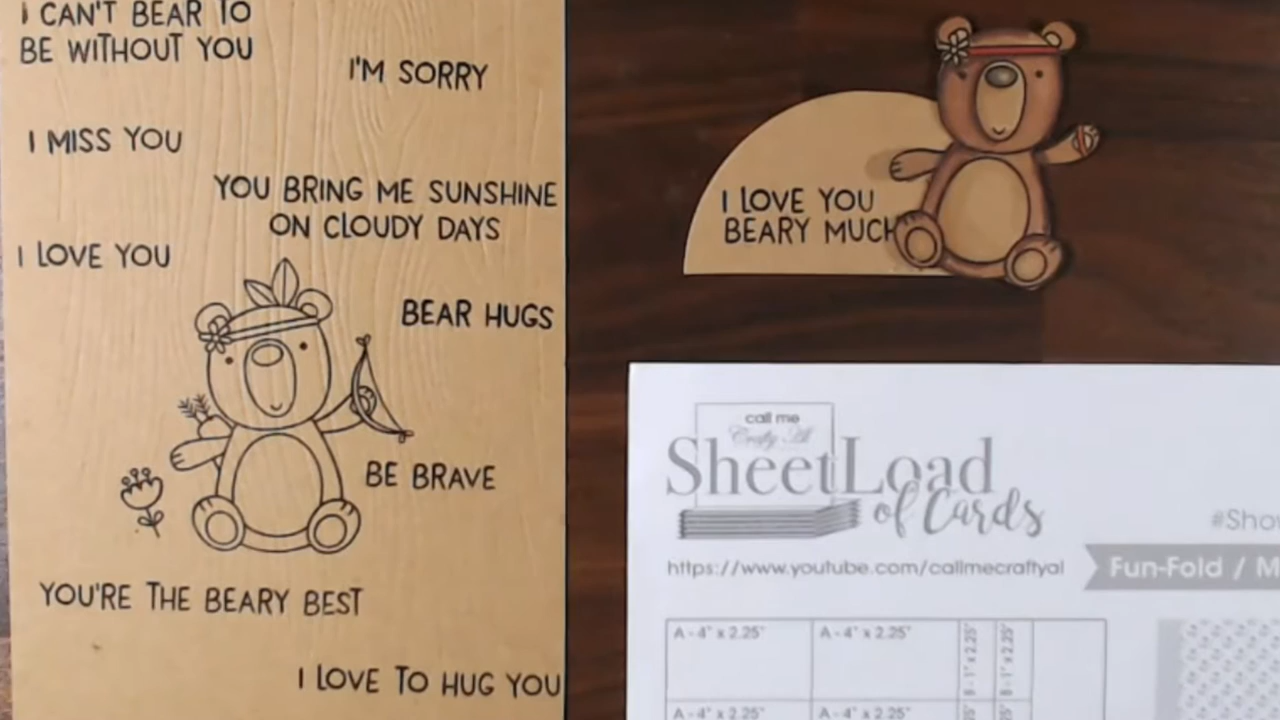 I CAN'T BEAR TO
BE WITHOUT YOU
I'M SORRY
I MISS YOU
YOU BRING ME SUNSHINE
ON CLOUDY DAYS
I LOVE YOU
BEAR HUGS
BE BRAVE
YOU'RE THE BEARY BEST
I LOVE TO HUG YOU
I LOVE YOU
BEARY MUCH
call me
Crafty Al
SheetLoad
of Cards
#Sho
https://www.youtube.com/callmecraftyal
Fun-Fold / M
A - 4" x 2.25"
A - 4" x 2.25"
B - 1" x 2.25"
B - 1" x 2.25"
A - 4" x 2.25"
A - 4" x 2.25"